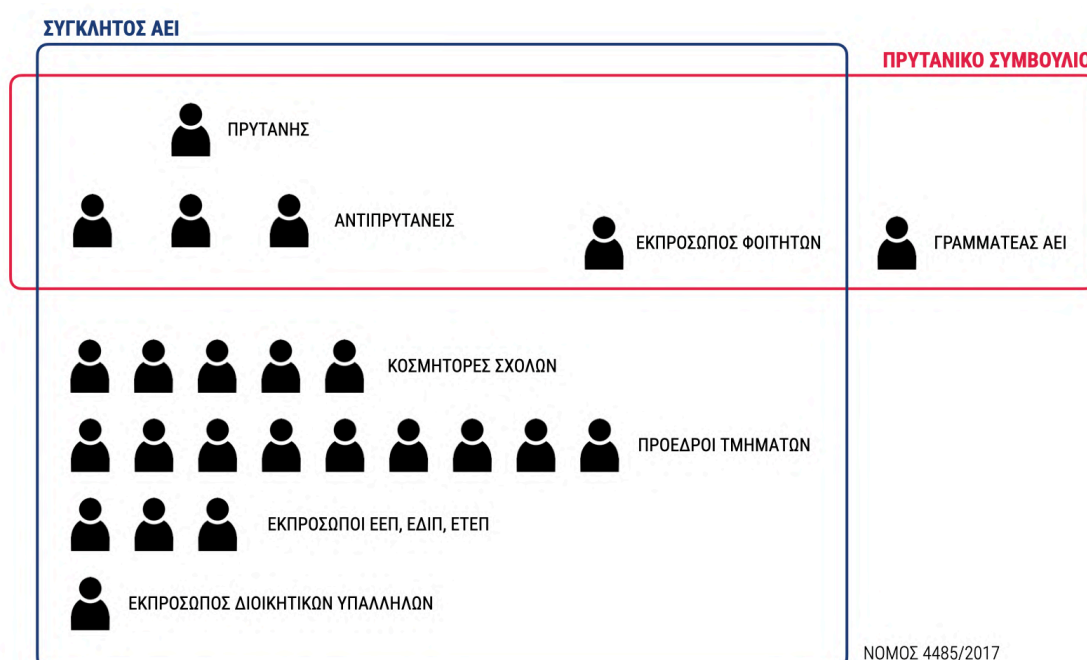 ΣΥΓΚΛΗΤΟΣ ΑΕΙ
ΠΡΥΤΑΝΙΚΟ ΣΥΜΒΟΥΛΙΟ
ΠΡΥΤΑΝΗΣ
ΑΝΤΙΠΡΥΤΑΝΕΙΣ
ΕΚΠΡΟΣΩΠΟΣ ΦΟΙΤΗΤΩΝ
ΓΡΑΜΜΑΤΕΑΣ ΑΕΙ
ΚΟΣΜΗΤΟΡΕΣ ΣΧΟΛΩΝ
ΠΡΟΕΔΡΟΙ ΤΜΗΜΑΤΩΝ
ΕΚΠΡΟΣΩΠΟΙ ΕΕΠ, ΕΔΙΠ, ΕΤΕΠ
ΕΚΠΡΟΣΩΠΟΣ ΔΙΟΙΚΗΤΙΚΩΝ ΥΠΑΛΛΗΛΩΝ
ΝΟΜΟΣ 4485/2017